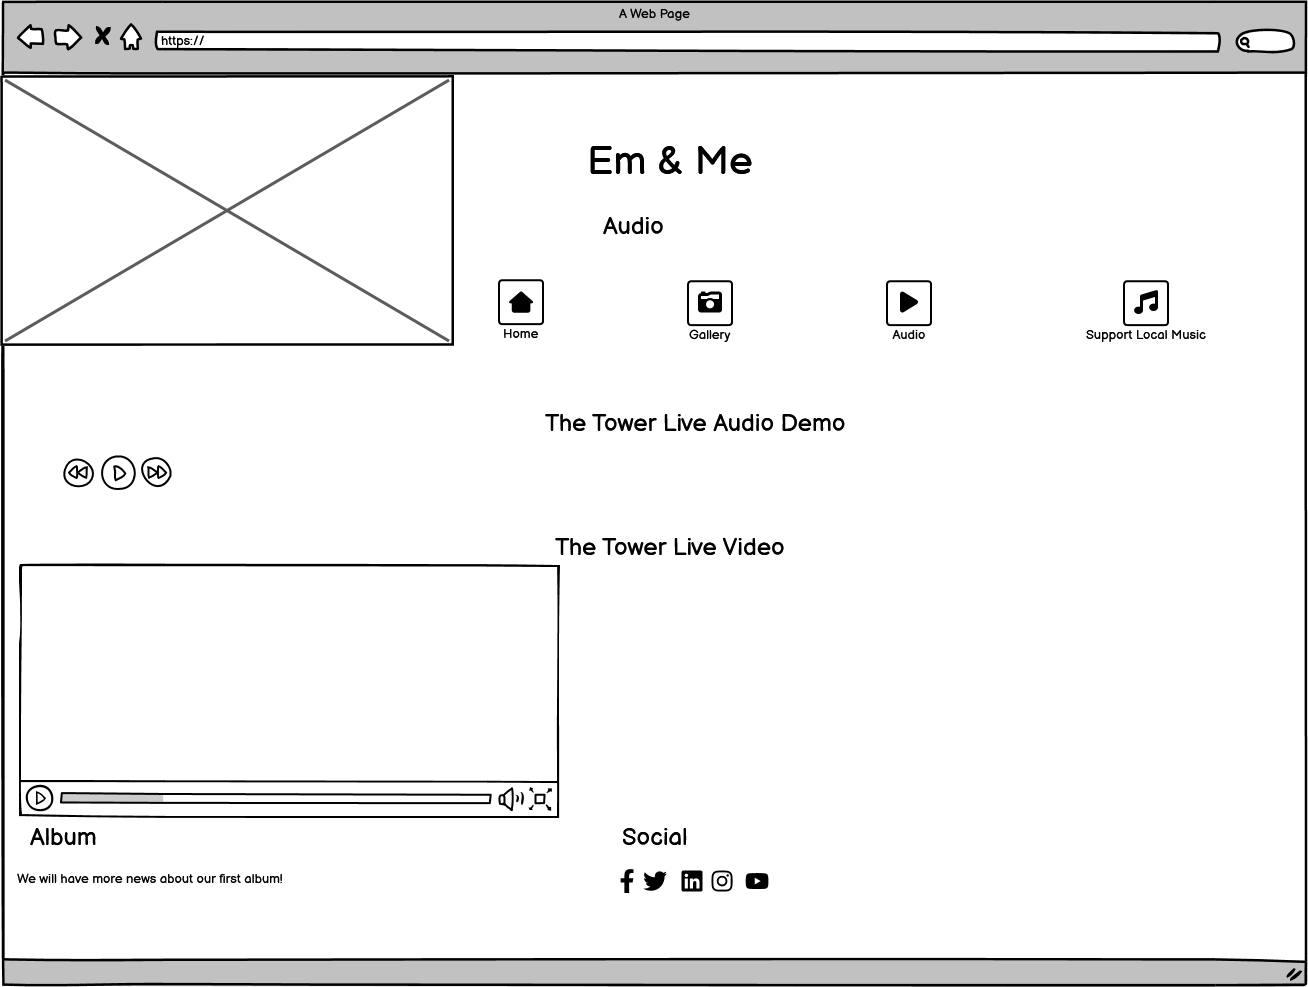 A Web Page
https://
Em & Me
Audio
Home
Gallery
Audio
Support Local Music
The Tower Live Audio Demo
The Tower Live Video
Album
Social
We will have more news about our first album!